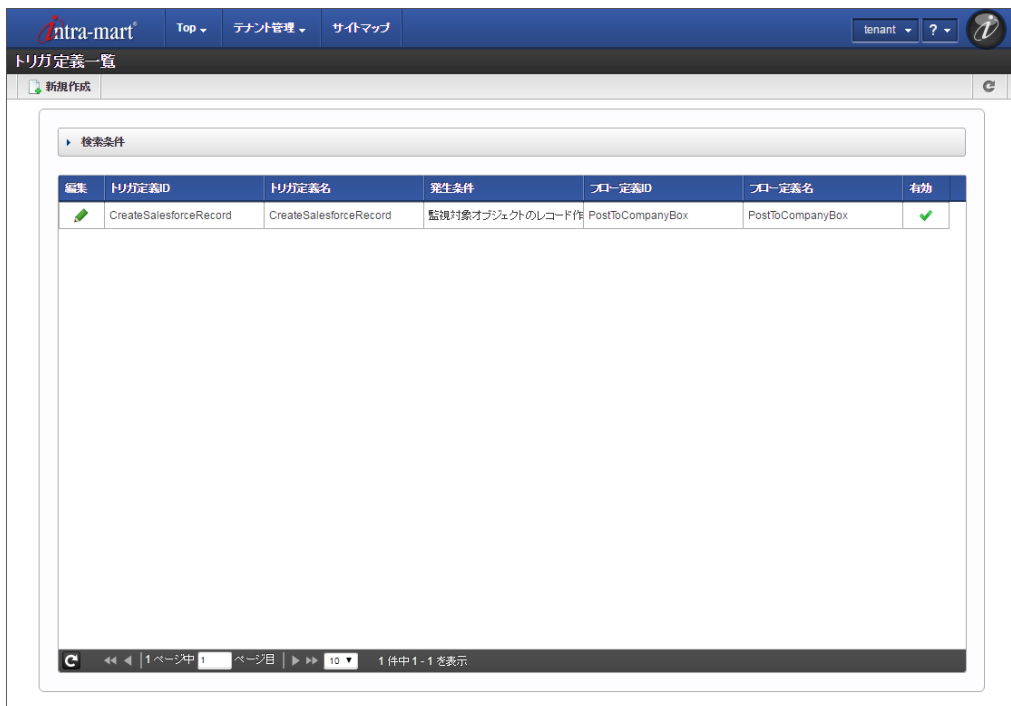 intra-mart® Top テナント管理 サイトマップ tenant ?
トリガ定義一覧
新規作成
検索条件
編集 トリガ定義ID トリガ定義名 発生条件 フロー定義ID フロー定義名 有効
CreateSalesforceRecord CreateSalesforceRecord 監視対象オブジェクトのレコード作 PostToCompanyBox PostToCompanyBox
1 ページ中 1 ページ目 10 1 件中 1 - 1 を表示